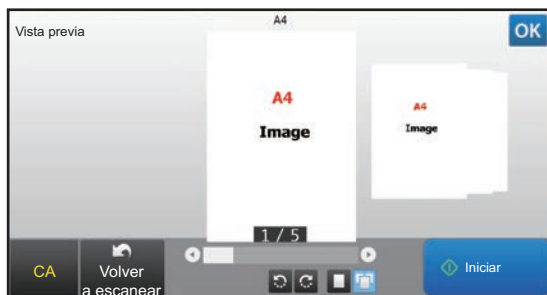 A4
Vista previa
OK
A4
Image
A4
Image
1 / 5
CA
Volver
a escanear
Iniciar